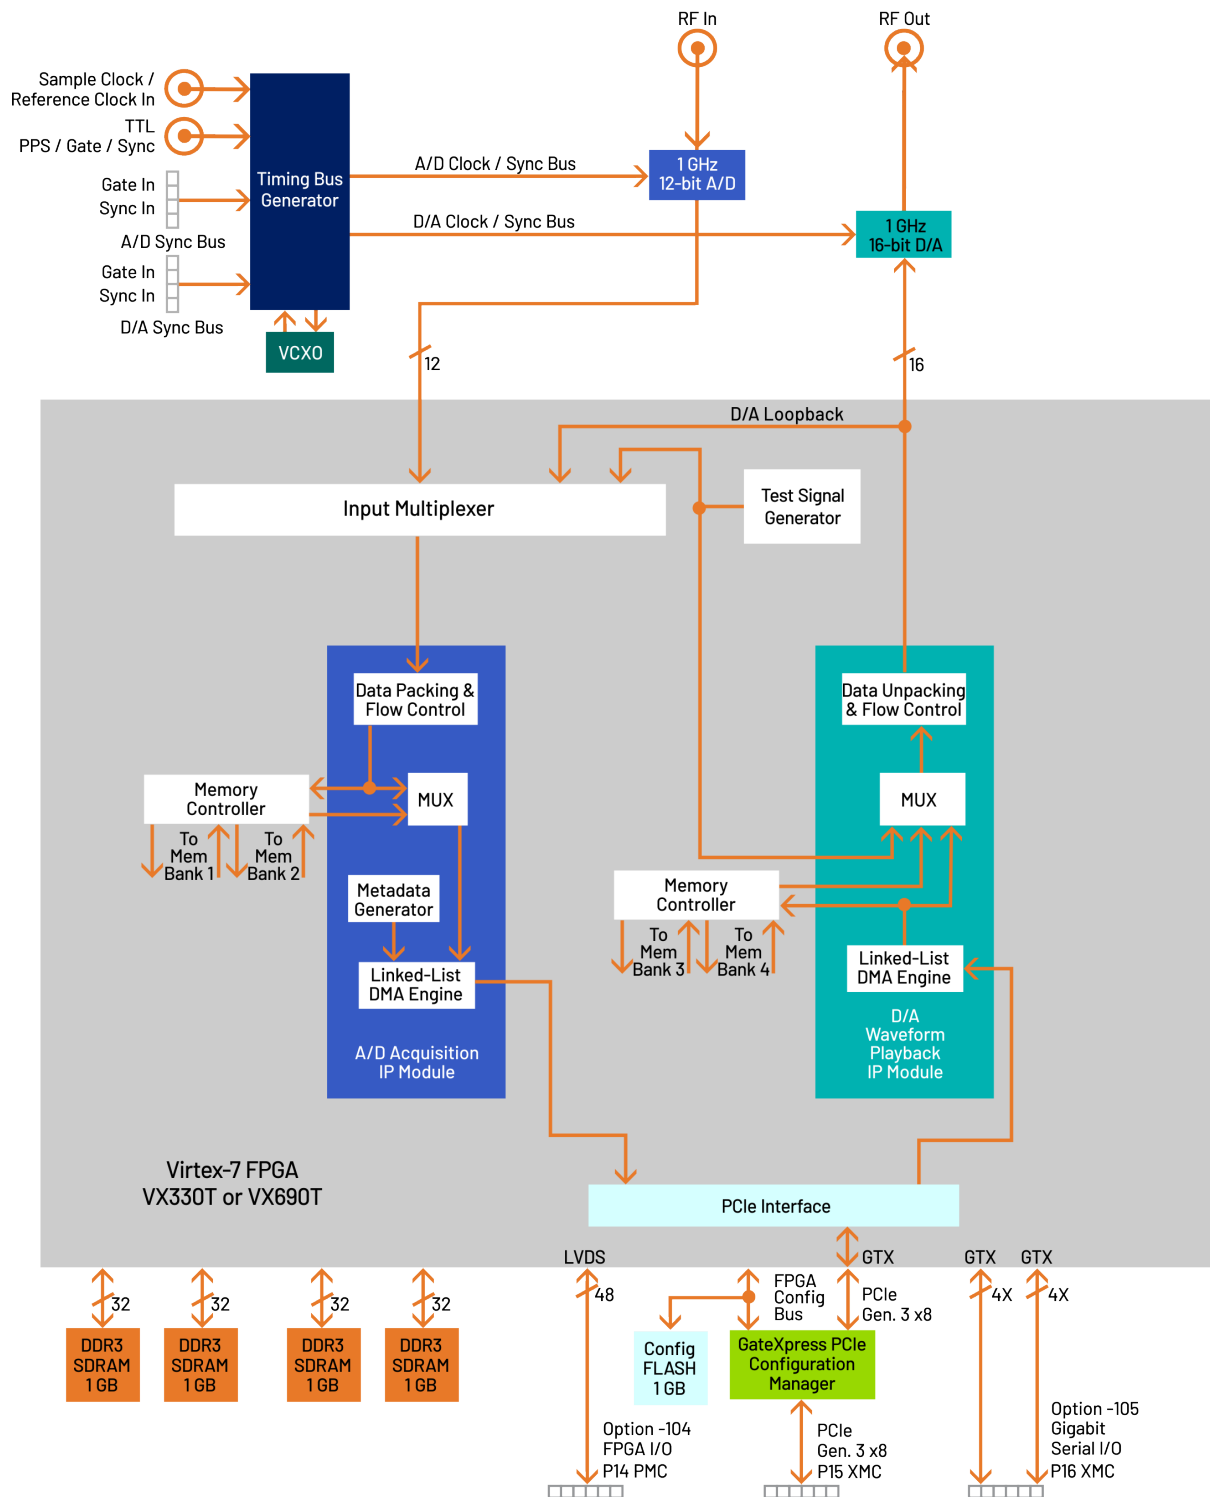 RF In
RF Out
Sample Clock /
Reference Clock In
TTL
PPS / Gate / Sync
Gate In
Sync In
A/D Sync Bus
Gate In
Sync In
D/A Sync Bus
Timing Bus
Generator
VCXO
A/D Clock / Sync Bus
D/A Clock / Sync Bus
1 GHz
12-bit A/D
1 GHz
16-bit D/A
12
16
D/A Loopback
Input Multiplexer
Test Signal
Generator
Data Packing &
Flow Control
Memory
Controller
MUX
To
Mem
Bank 1
To
Mem
Bank 2
Metadata
Generator
Linked-List
DMA Engine
A/D Acquisition
IP Module
Data Unpacking
& Flow Control
MUX
Memory
Controller
To
Mem
Bank 3
To
Mem
Bank 4
Linked-List
DMA Engine
D/A
Waveform
Playback
IP Module
Virtex-7 FPGA
VX330T or VX690T
PCIe Interface
LVDS
GTX
GTX
GTX
32
32
32
32
48
FPGA
Config
Bus
PCIe
Gen. 3 x8
4X
4X
DDR3
SDRAM
1 GB
DDR3
SDRAM
1 GB
DDR3
SDRAM
1 GB
DDR3
SDRAM
1 GB
Config
FLASH
1 GB
GateXpress PCIe
Configuration
Manager
Option -104
FPGA I/O
P14 PMC
PCIe
Gen. 3 x8
P15 XMC
Option -105
Gigabit
Serial I/O
P16 XMC